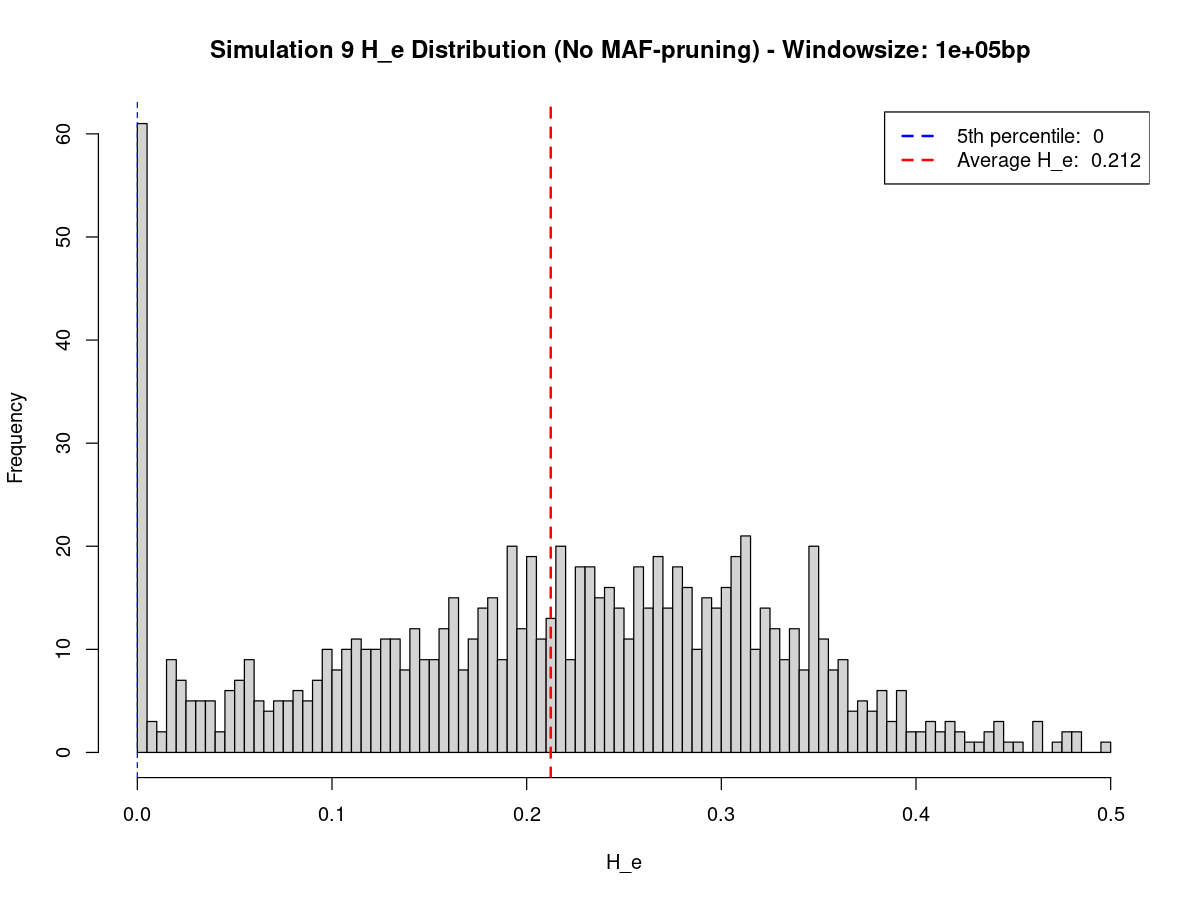 Simulation 9 H_e Distribution (No MAF-pruning) - Windowsize: 1e+05bp
5th percentile:  0
Average H_e:  0.212
Frequency
60
50
40
30
20
10
0
0.0 0.1 0.2 0.3 0.4 0.5
H_e